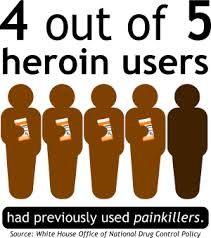 4 out of 5
heroin users
had previously used painkillers.
Source: White House Office of National Drug Control Policy